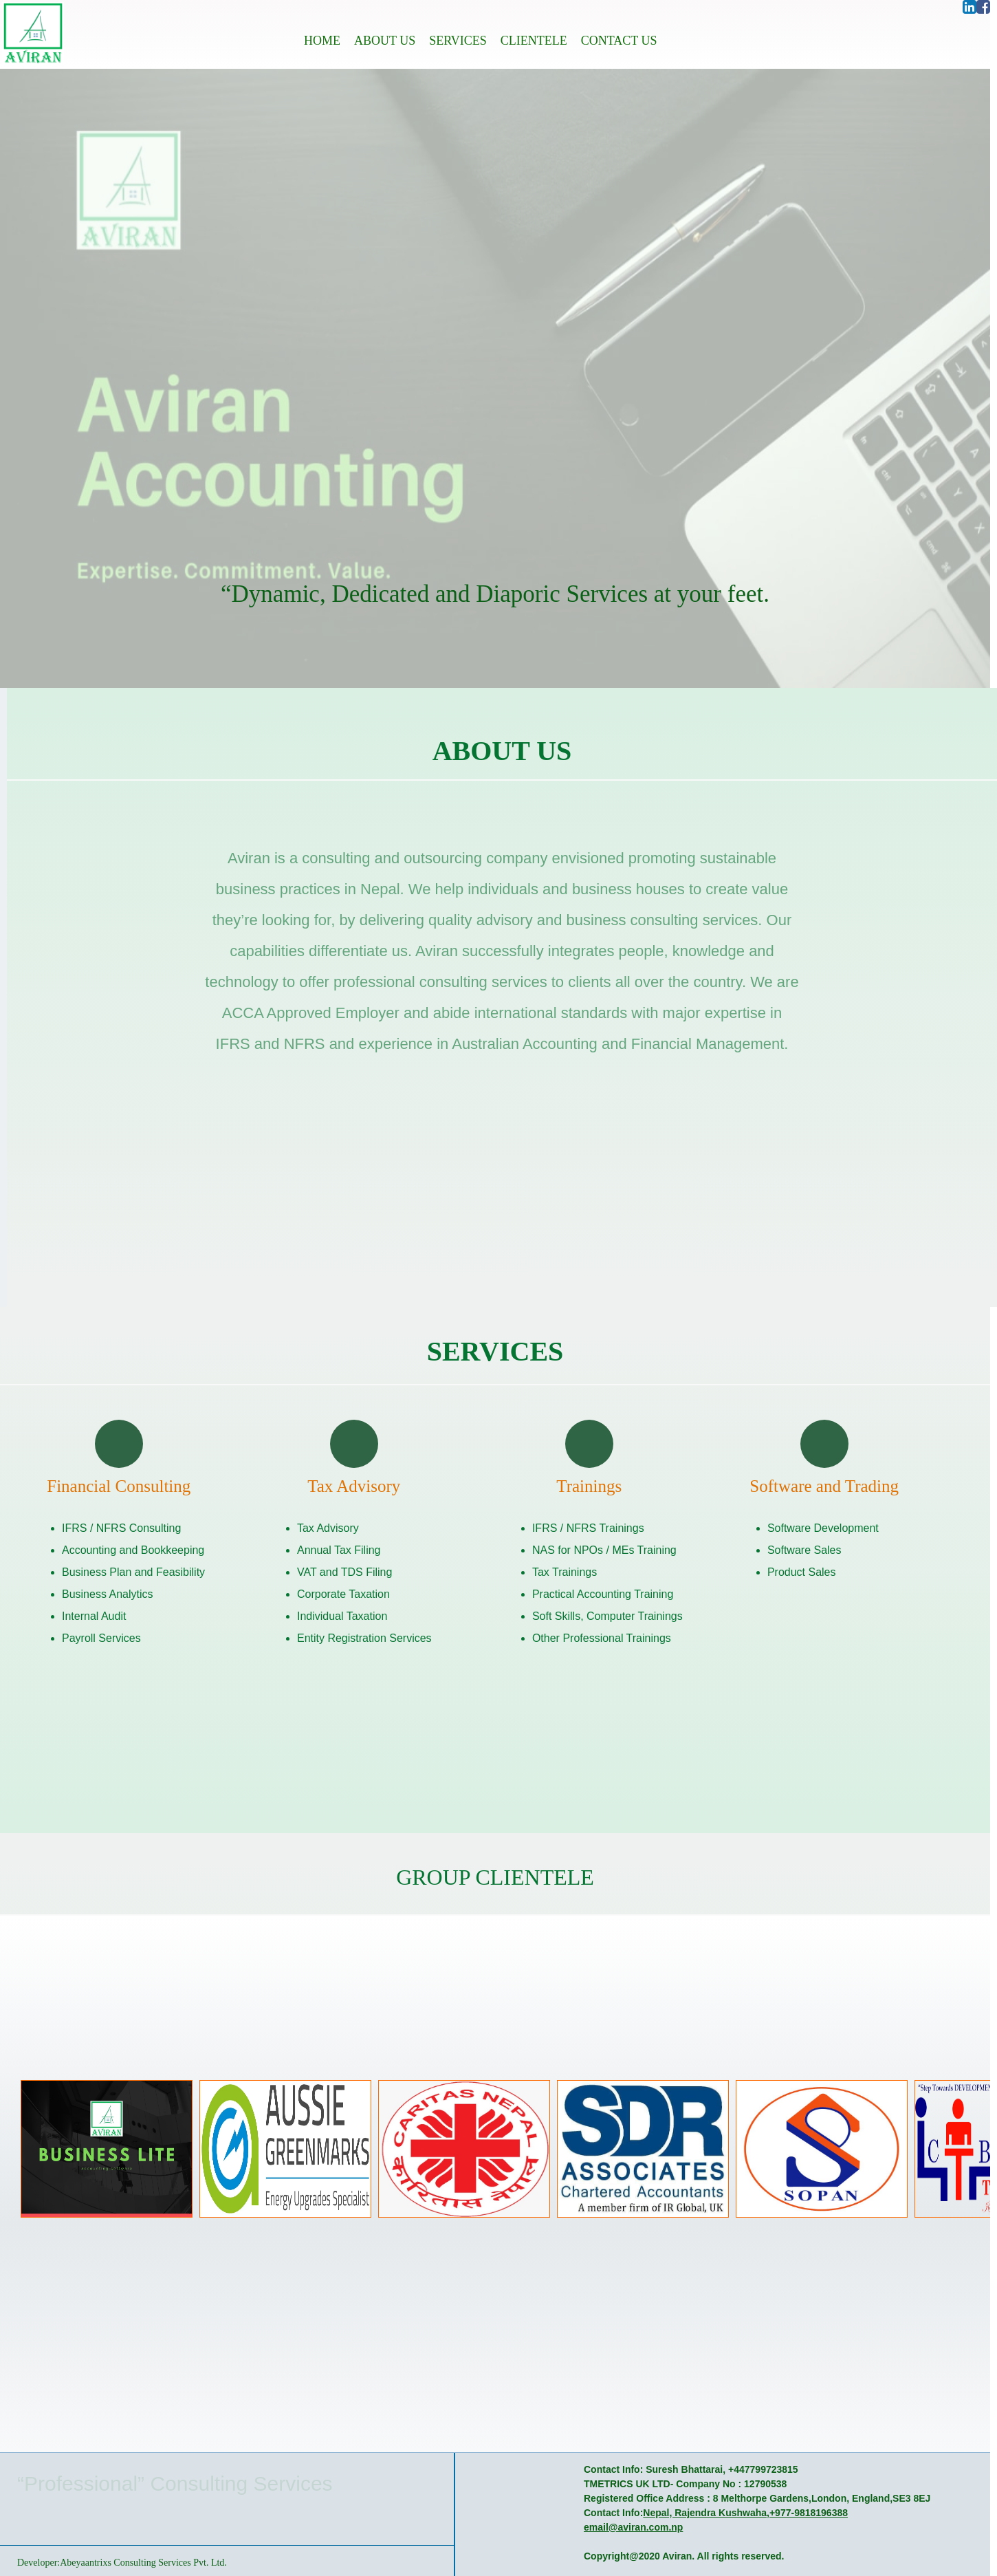 AVIRAN
HOME ABOUT US SERVICES CLIENTELE CONTACT US
AVIRAN
Aviran
Accounting
Expertise. Commitment. Value.
“Dynamic, Dedicated and Diaporic Services at your feet.
ABOUT US
Aviran is a consulting and outsourcing company envisioned promoting sustainable
business practices in Nepal. We help individuals and business houses to create value
they’re looking for, by delivering quality advisory and business consulting services. Our
capabilities differentiate us. Aviran successfully integrates people, knowledge and
technology to offer professional consulting services to clients all over the country. We are
ACCA Approved Employer and abide international standards with major expertise in
IFRS and NFRS and experience in Australian Accounting and Financial Management.
SERVICES
Financial Consulting
IFRS / NFRS Consulting
Accounting and Bookkeeping
Business Plan and Feasibility
Business Analytics
Internal Audit
Payroll Services
Tax Advisory
Tax Advisory
Annual Tax Filing
VAT and TDS Filing
Corporate Taxation
Individual Taxation
Entity Registration Services
Trainings
IFRS / NFRS Trainings
NAS for NPOs / MEs Training
Tax Trainings
Practical Accounting Training
Soft Skills, Computer Trainings
Other Professional Trainings
Software and Trading
Software Development
Software Sales
Product Sales
GROUP CLIENTELE
AVIRAN
BUSINESS LITE
AUSSIE
GREENMARKS
Energy Upgrades Specialist
CARITAS NEPAL
कारितास नेपाल
SDR
ASSOCIATES
Chartered Accountants
A member firm of IR Global, UK
SOPAN
"Step Towards DEVELOPMEN
C B
T
“Professional” Consulting Services
Developer:Abeyaantrixs Consulting Services Pvt. Ltd.
Contact Info: Suresh Bhattarai, +447799723815
TMETRICS UK LTD- Company No : 12790538
Registered Office Address : 8 Melthorpe Gardens,London, England,SE3 8EJ
Contact Info:Nepal, Rajendra Kushwaha,+977-9818196388
email@aviran.com.np
Copyright@2020 Aviran. All rights reserved.